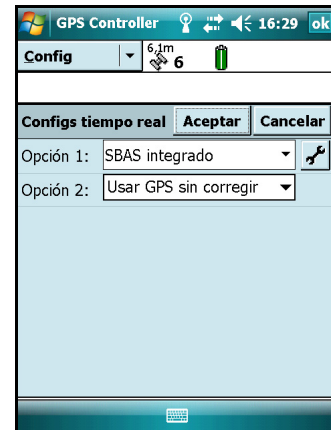 GPS Controller 16:29 ok
Config 6,1m 6
Configs tiempo real Aceptar Cancelar
Opción 1: SBAS integrado
Opción 2: Usar GPS sin corregir